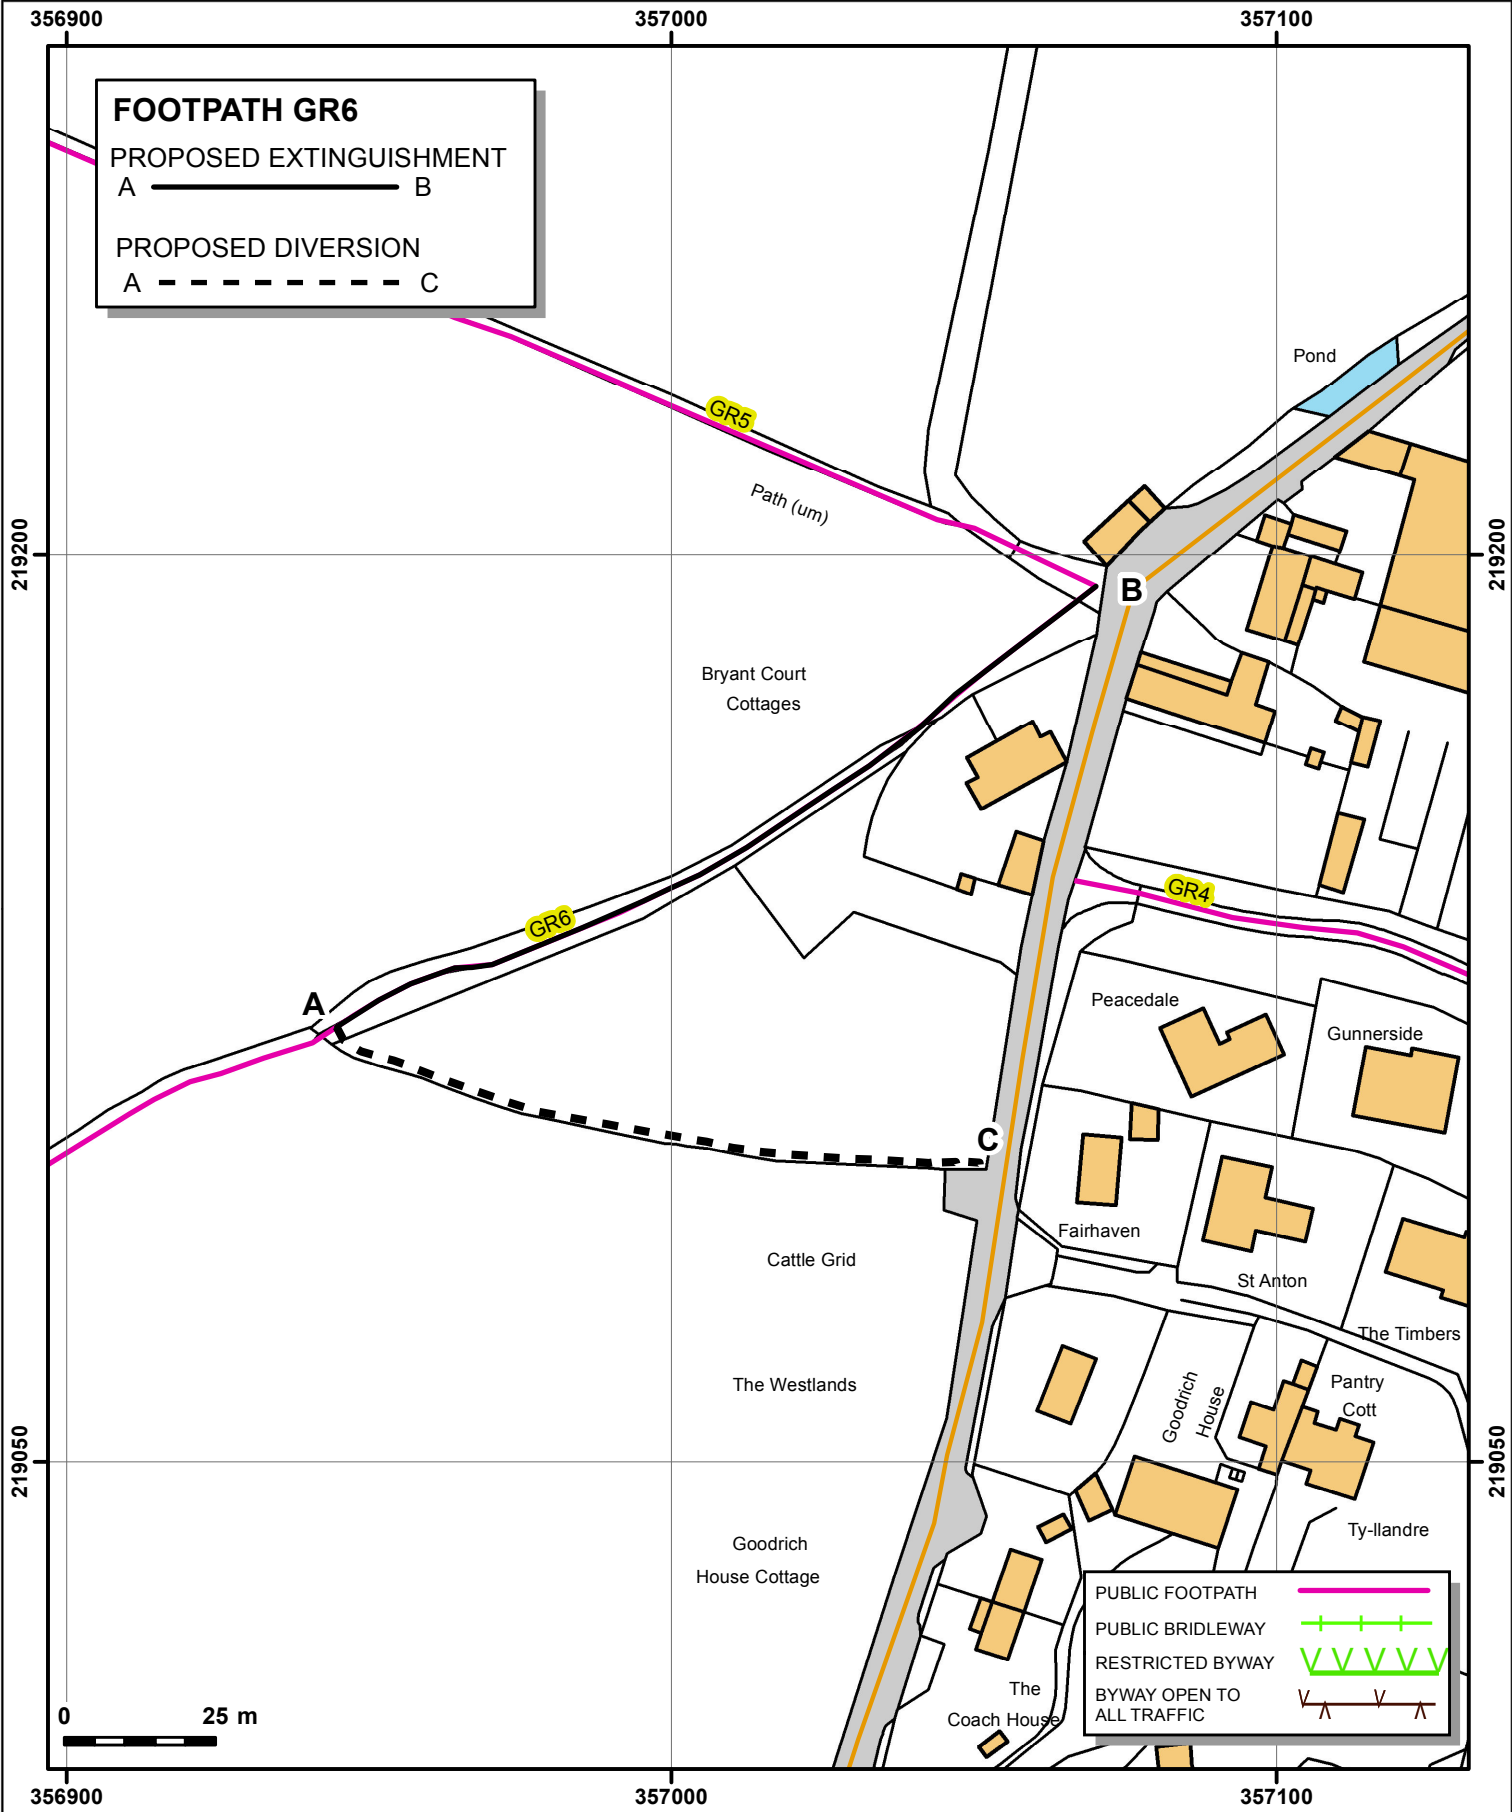 356900
357000
357100
FOOTPATH GR6
PROPOSED EXTINGUISHMENT
A B
PROPOSED DIVERSION
A C
Pond
GR5
Path (um)
219200
219200
B
Bryant Court
Cottages
GR4
GR6
A
Peacedale
Gunnerside
C
Fairhaven
Cattle Grid
St Anton
The Timbers
The Westlands
Pantry
Cott
Goodrich
House
219050
219050
Ty-llandre
Goodrich
House Cottage
PUBLIC FOOTPATH
PUBLIC BRIDLEWAY
RESTRICTED BYWAY
BYWAY OPEN TO
ALL TRAFFIC
The
Coach House
0 25 m
356900
357000
357100